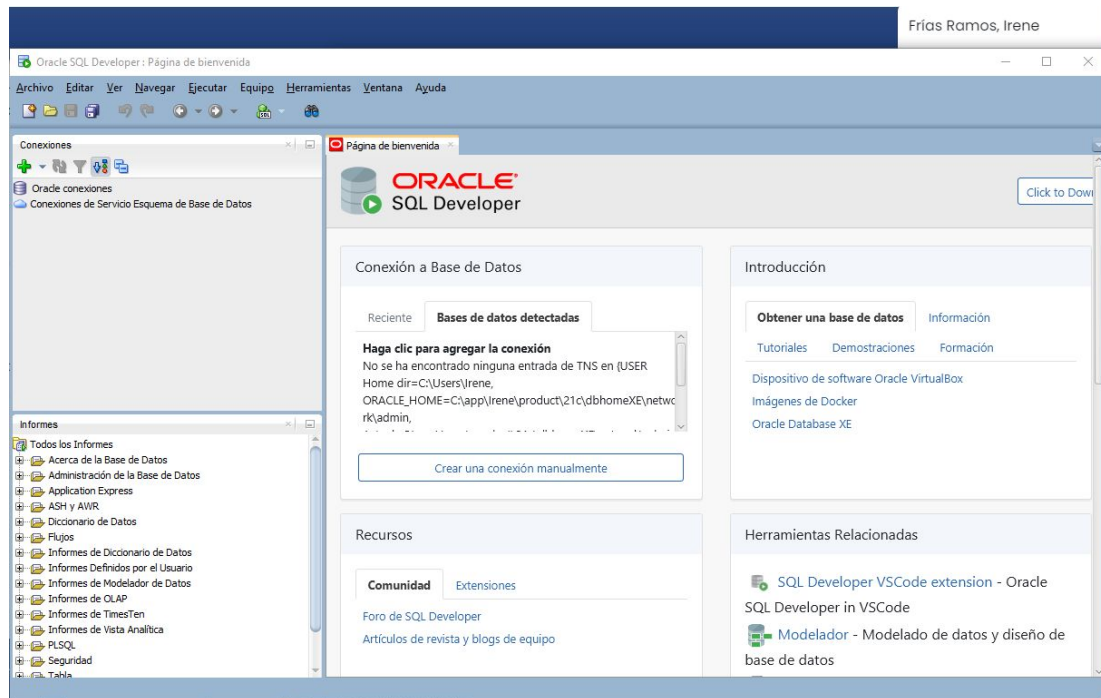 Frías Ramos, Irene
Oracle SQL Developer : Página de bienvenida
Archivo Editar Ver Navegar Ejecutar Equipo Herramientas Ventana Ayuda
Conexiones
Oracle conexiones
Conexiones de Servicio Esquema de Base de Datos
Informes
Todos los Informes
Acerca de la Base de Datos
Administración de la Base de Datos
Application Express
ASH y AWR
Diccionario de Datos
Flujos
Informes de Diccionario de Datos
Informes Definidos por el Usuario
Informes de Modelador de Datos
Informes de OLAP
Informes de TimesTen
Informes de Vista Analítica
PLSQL
Seguridad
Tabla
Página de bienvenida
ORACLE
SQL Developer
Click to Down
Conexión a Base de Datos
Reciente Bases de datos detectadas
Haga clic para agregar la conexión
No se ha encontrado ninguna entrada de TNS en (USER
Home dir=C:\Users\Irene,
ORACLE_HOME=C:\app\Irene\product\21c\dbhomeXE\netwo
rk\admin,
Crear una conexión manualmente
Introducción
Obtener una base de datos Información
Tutoriales Demostraciones Formación
Dispositivo de software Oracle VirtualBox
Imágenes de Docker
Oracle Database XE
Recursos
Comunidad Extensiones
Foro de SQL Developer
Artículos de revista y blogs de equipo
Herramientas Relacionadas
SQL Developer VSCode extension - Oracle
SQL Developer in VSCode
Modelador - Modelado de datos y diseño de
base de datos